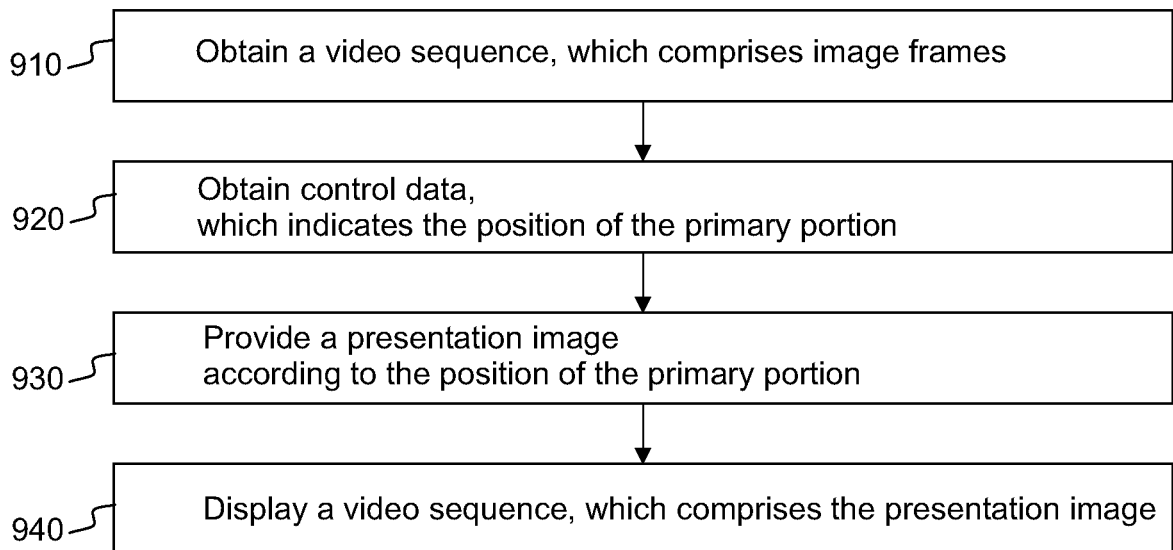 910
Obtain a video sequence, which comprises image frames
920
Obtain control data,
which indicates the position of the primary portion
930
Provide a presentation image
according to the position of the primary portion
940
Display a video sequence, which comprises the presentation image